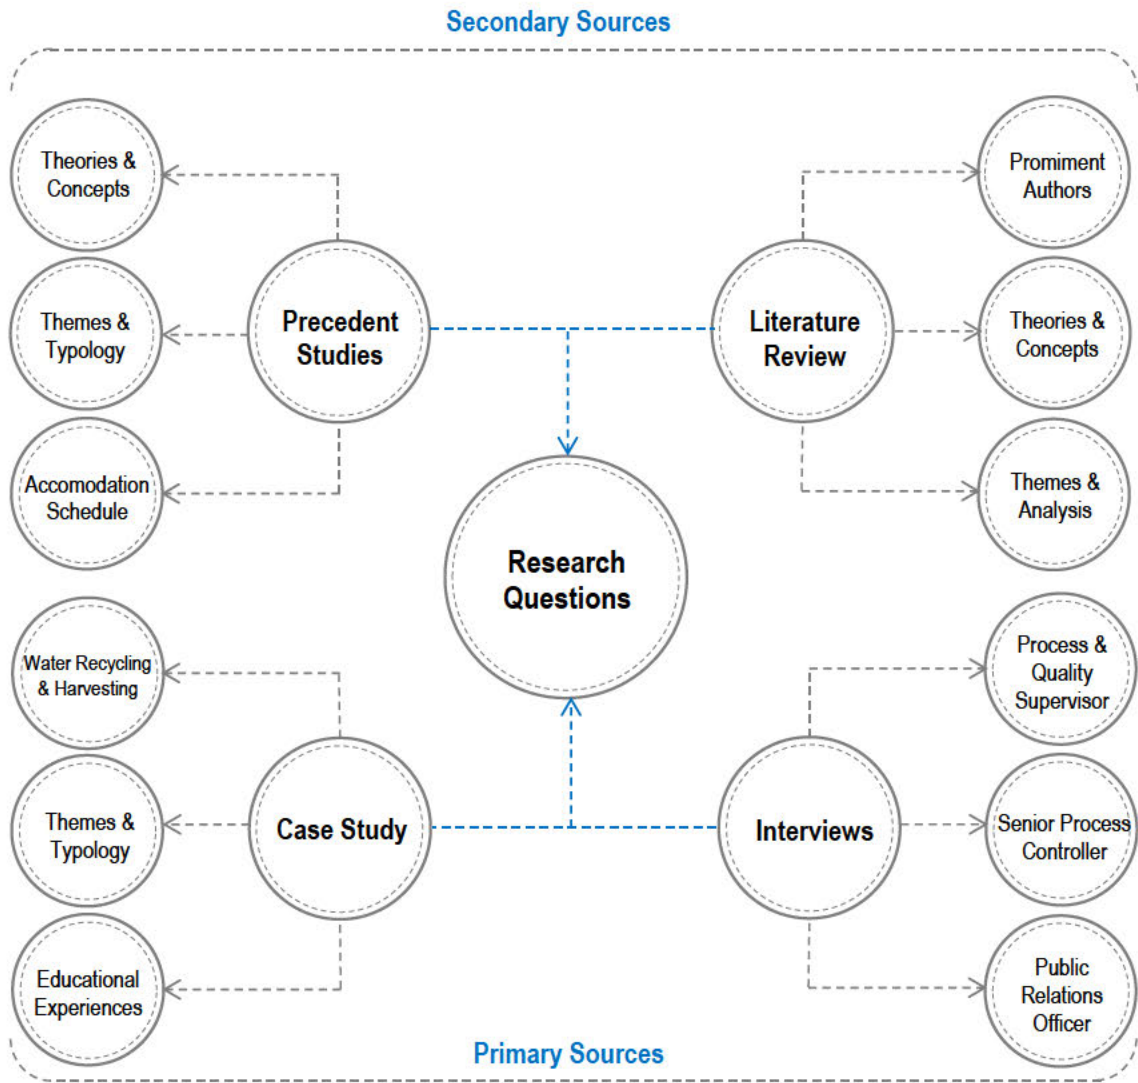 Secondary Sources
Theories &
Concepts
Themes &
Typology
Accomodation
Schedule
Precedent
Studies
Literature
Review
Promiment
Authors
Theories &
Concepts
Themes &
Analysis
Research
Questions
Water Recycling
& Harvesting
Themes &
Typology
Educational
Experiences
Case Study
Interviews
Process &
Quality
Supervisor
Senior Process
Controller
Public
Relations
Officer
Primary Sources